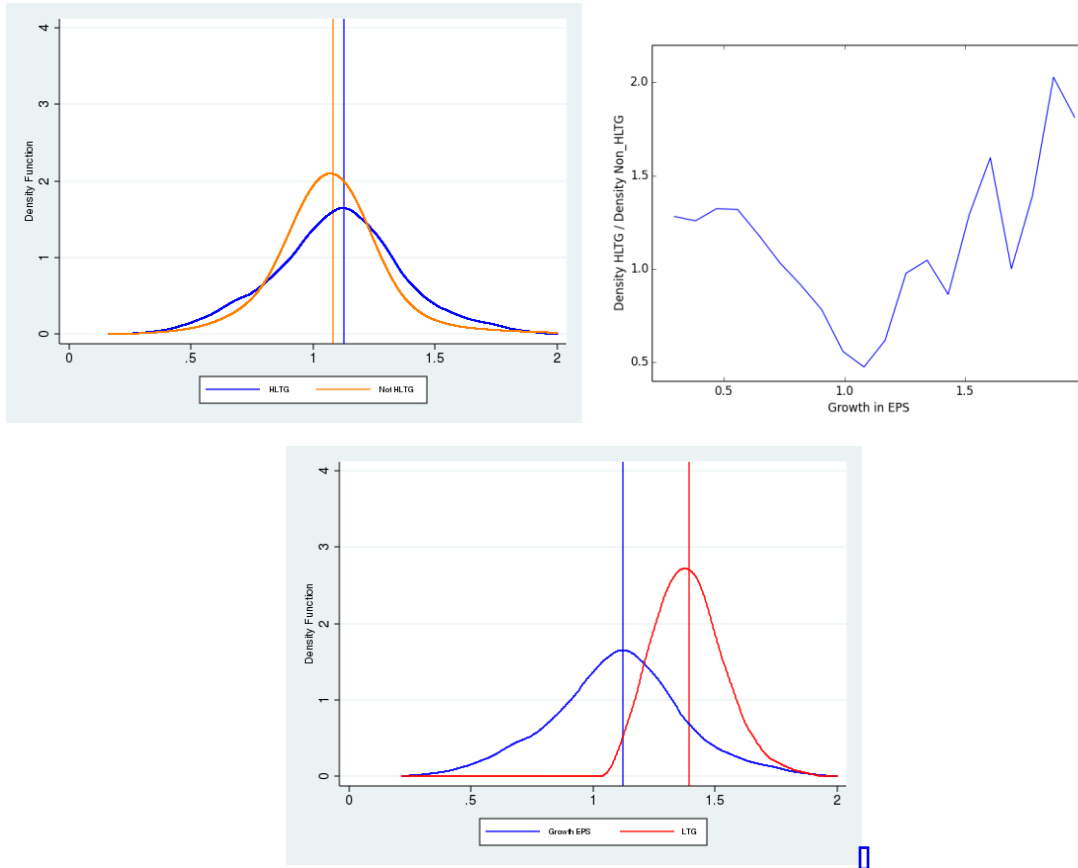 4
3
2
1
0
Density Function
0 .5 1 1.5 2
HLTG Not HLTG
2.0
1.5
1.0
0.5
Density HLTG / Density Non_HLTG
0.5 1.0 1.5
Growth in EPS
4
3
2
1
0
Density Function
0 .5 1 1.5 2
Growth EPS LTG